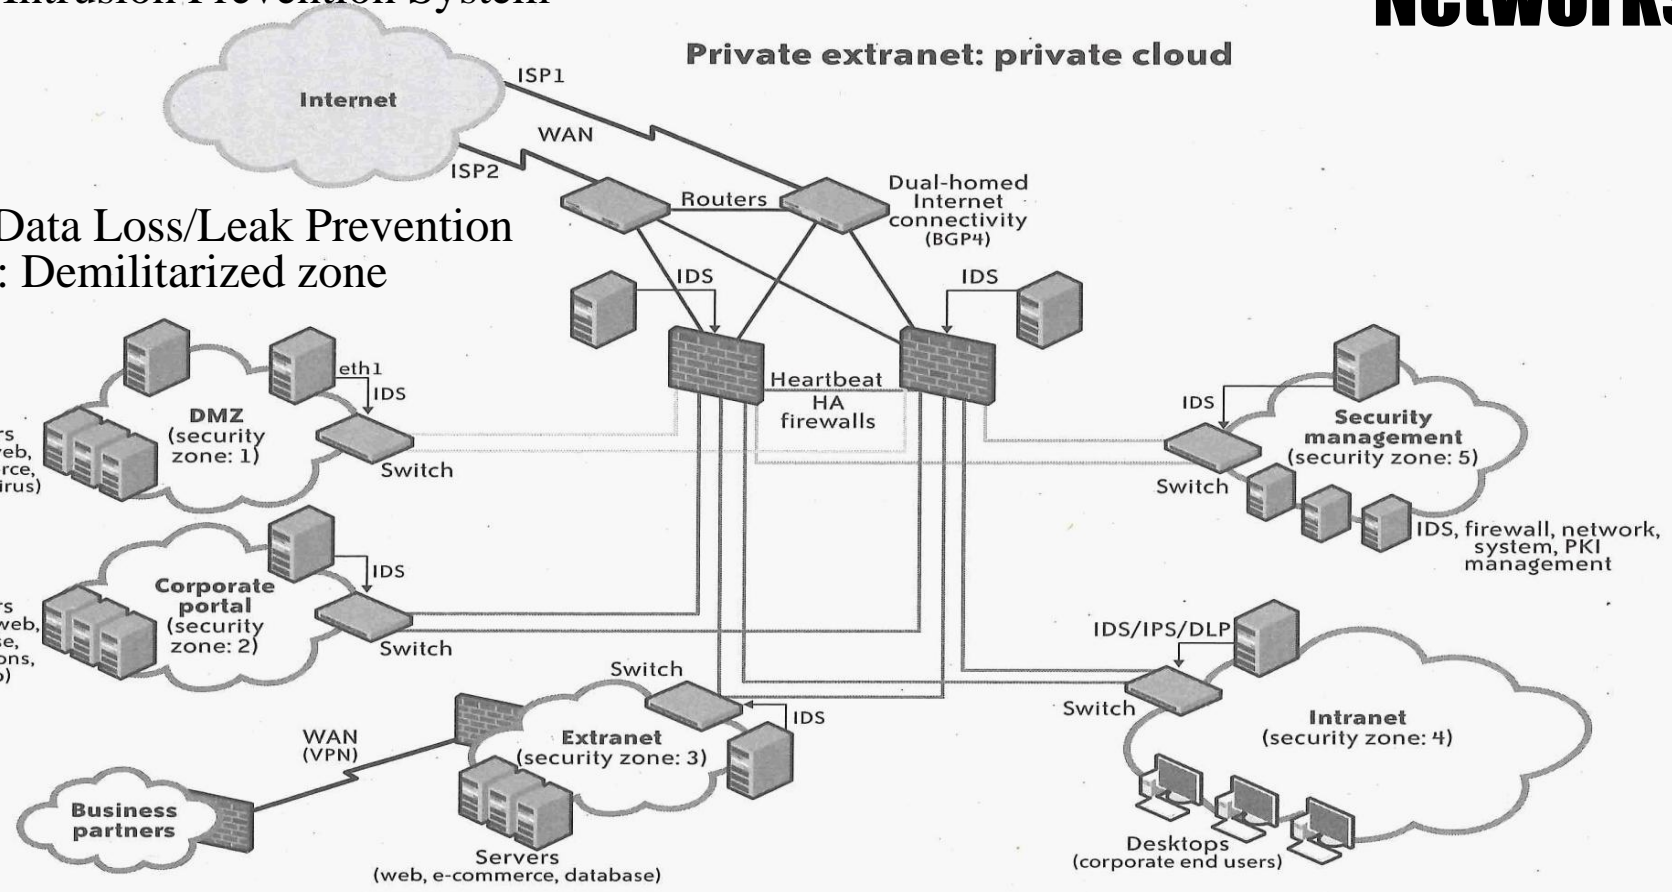 Intrusion Prevention System
Networks
Private extranet: private cloud
Internet
ISP1
WAN
ISP2
Routers
Dual-homed
Internet
connectivity
(BGP4)
Data Loss/Leak Prevention
: Demilitarized zone
IDS
IDS
eth1
IDS
DMZ
(security
zone: 1)
Switch
Heartbeat
HA
firewalls
IDS
Security
management
(security zone: 5)
Switch
IDS, firewall, network,
system, PKI
management
IDS
Corporate
portal
(security
zone: 2)
Switch
IDS/IPS/DLP
Switch
Intranet
(security zone: 4)
Desktops
(corporate end users)
Switch
IDS
Extranet
(security zone: 3)
WAN
(VPN)
Business
partners
Servers
(web, e-commerce, database)